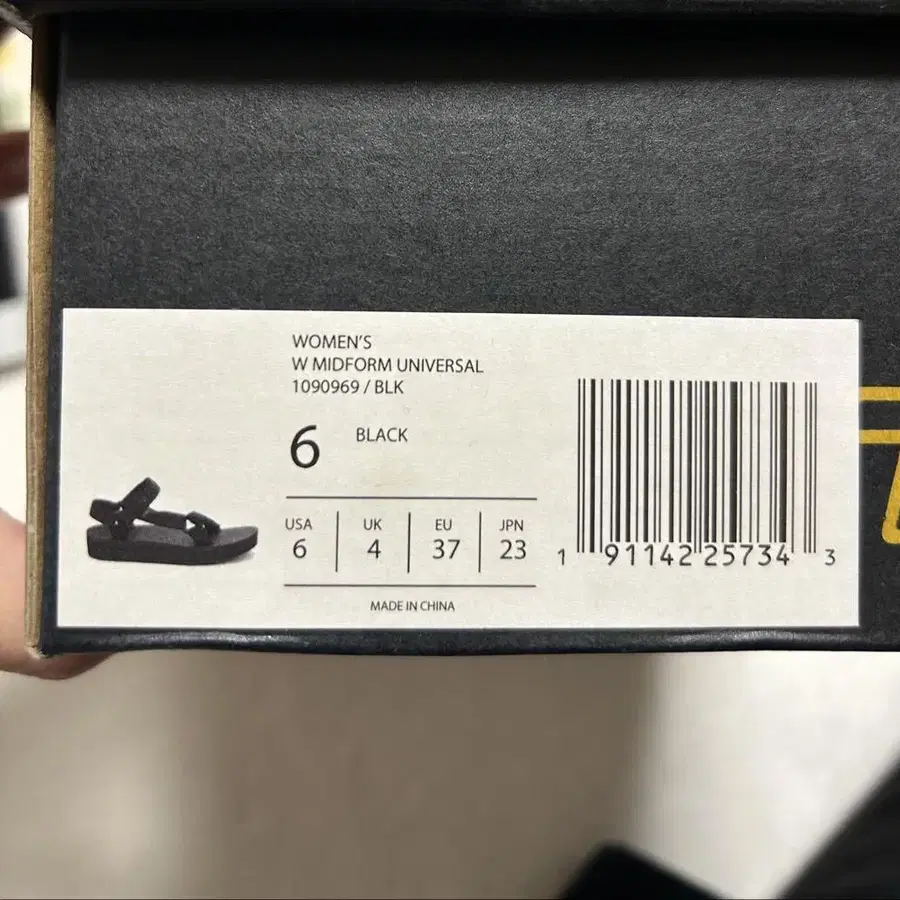 WOMEN'S
W MIDFORM UNIVERSAL
1090969 / BLK
6 BLACK
USA UK EU JPN
6 4 37 23
MADE IN CHINA
1 91142 25734 3